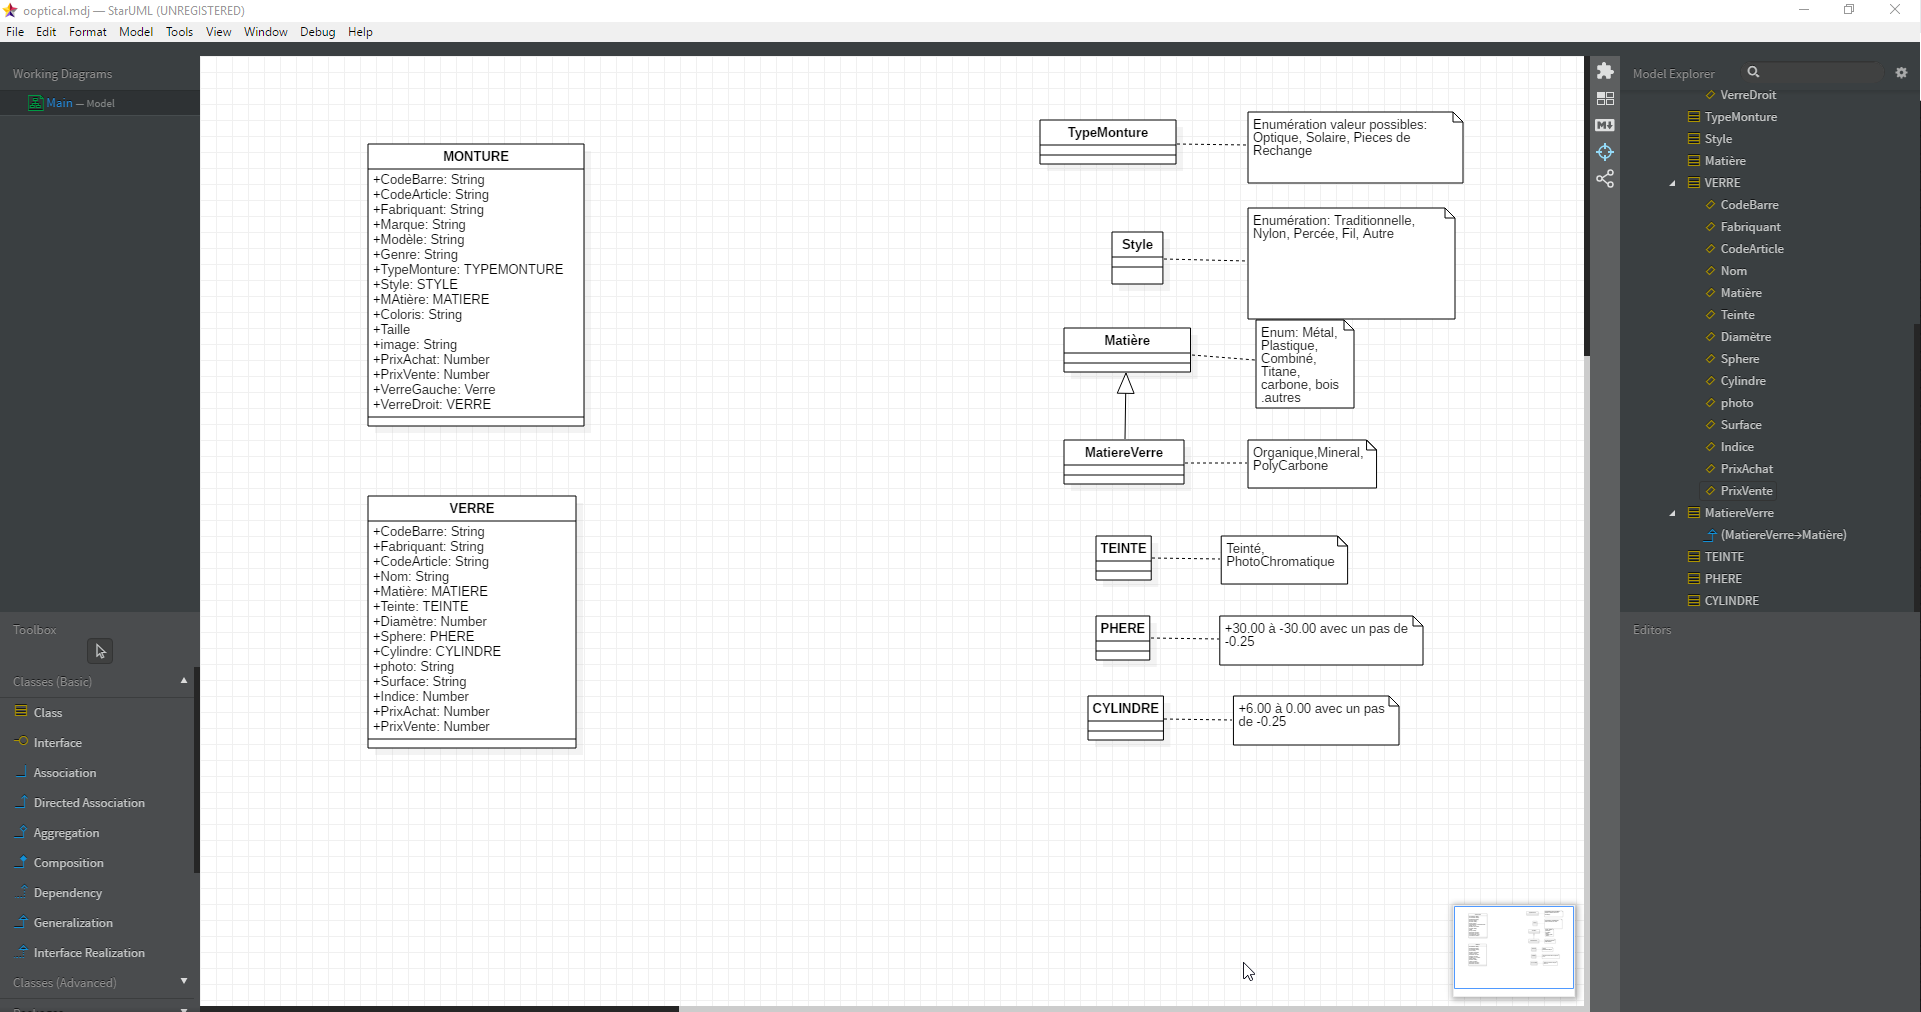 ooptical.mdj — StarUML (UNREGISTERED)
File Edit Format Model Tools View Window Debug Help
Working Diagrams
Main — Model
Toolbox
Classes (Basic)
Class
Interface
Association
Directed Association
Aggregation
Composition
Dependency
Generalization
Interface Realization
Classes (Advanced)
MONTURE
+CodeBarre: String
+CodeArticle: String
+Fabriquant: String
+Marque: String
+Modèle: String
+Genre: String
+TypeMonture: TYPEMONTURE
+Style: STYLE
+MAtière: MATIERE
+Coloris: String
+Taille
+image: String
+PrixAchat: Number
+PrixVente: Number
+VerreGauche: Verre
+VerreDroit: VERRE
VERRE
+CodeBarre: String
+Fabriquant: String
+CodeArticle: String
+Nom: String
+Matière: MATIERE
+Teinte: TEINTE
+Diamètre: Number
+Sphere: PHERE
+Cylindre: CYLINDRE
+photo: String
+Surface: String
+Indice: Number
+PrixAchat: Number
+PrixVente: Number
TypeMonture
Enumération valeur possibles:
Optique, Solaire, Pieces de
Rechange
Style
Enumération: Traditionnelle,
Nylon, Percée, Fil, Autre
Matière
Enum: Métal,
Plastique,
Combiné,
Titane,
carbone, bois
.autres
MatiereVerre
Organique,Mineral,
PolyCarbone
TEINTE
Teinté,
PhotoChromatique
PHERE
+30.00 à -30.00 avec un pas de
-0.25
CYLINDRE
+6.00 à 0.00 avec un pas
de -0.25
Model Explorer
VerreDroit
TypeMonture
Style
Matière
VERRE
CodeBarre
Fabriquant
CodeArticle
Nom
Matière
Teinte
Diamètre
Sphere
Cylindre
photo
Surface
Indice
PrixAchat
PrixVente
MatiereVerre
(MatiereVerre→Matière)
TEINTE
PHERE
CYLINDRE
Editors